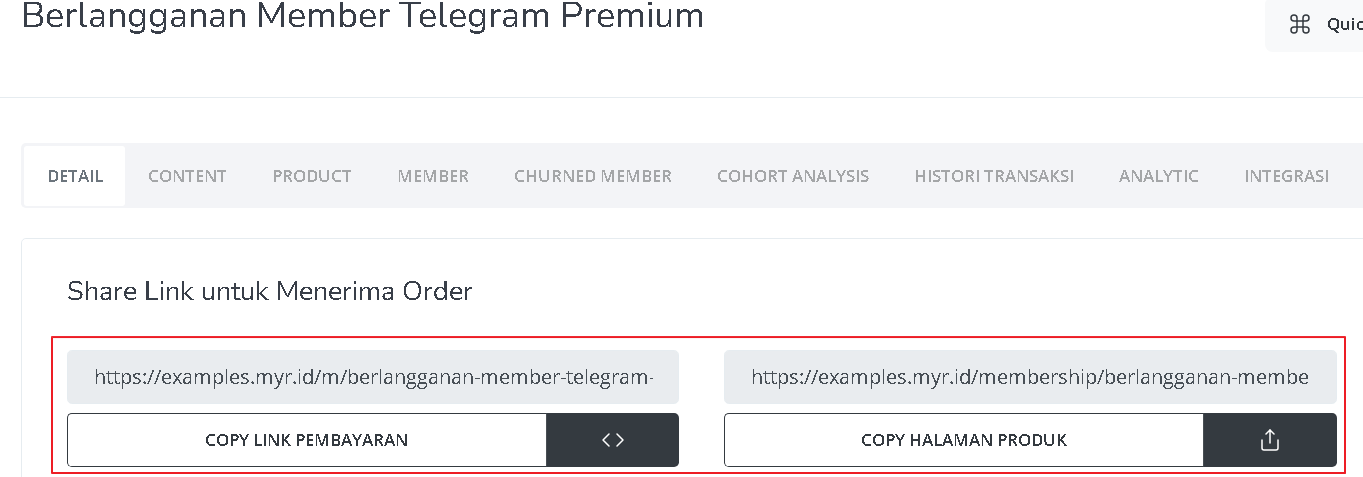 Berlangganan Member Telegram Premium
DETAIL CONTENT PRODUCT MEMBER CHURNED MEMBER COHORT ANALYSIS HISTORI TRANSAKSI ANALYTIC INTEGRASI
Share Link untuk Menerima Order
https://examples.myr.id/m/berlangganan-member-telegram- https://examples.myr.id/membership/berlangganan-membe
COPY LINK PEMBAYARAN <> COPY HALAMAN PRODUK